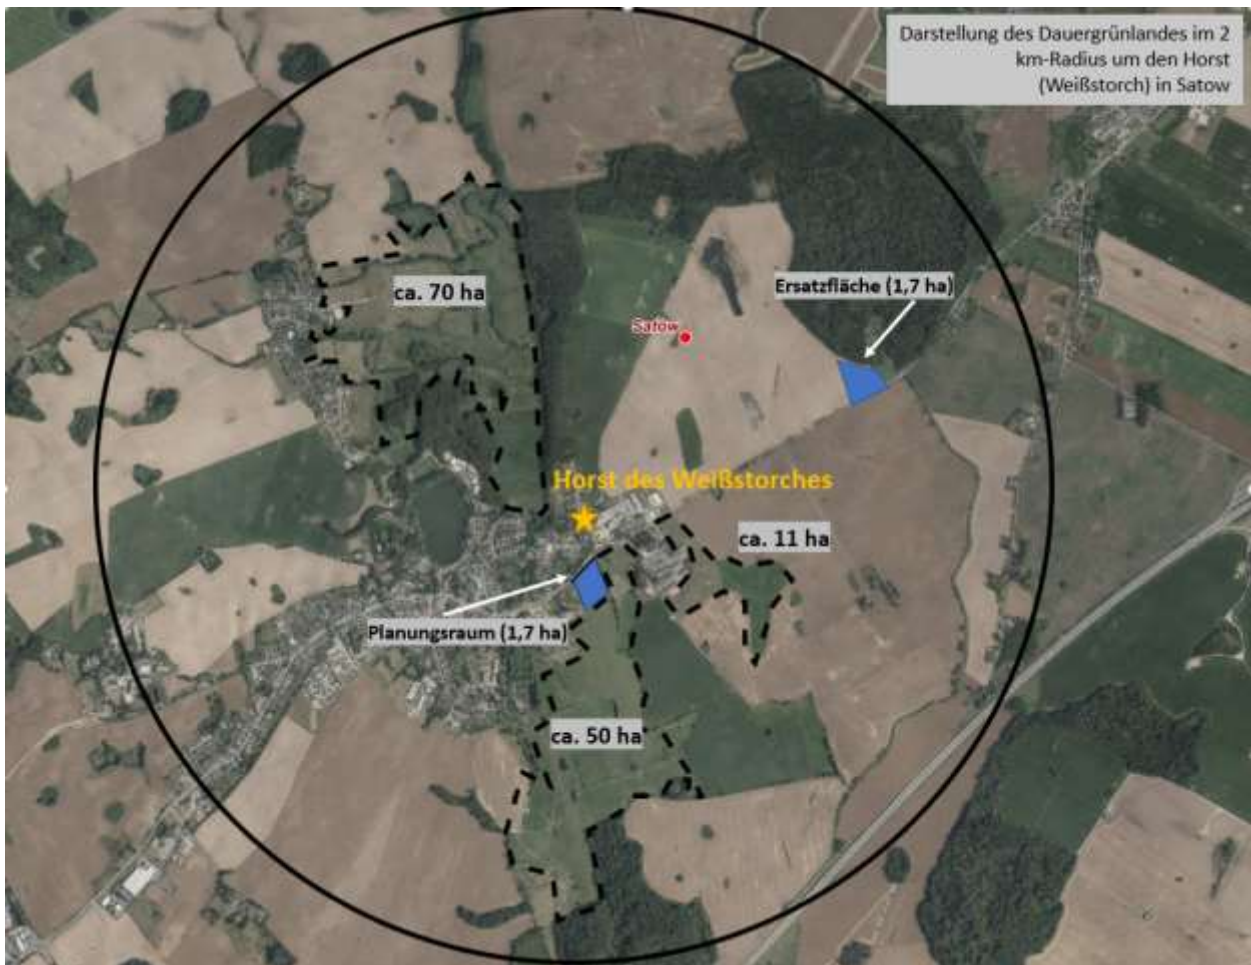 Darstellung des Dauergrünlandes im 2
km-Radius um den Horst
(Weißstorch) in Satow
ca. 70 ha
Ersatzfläche (1,7 ha)
Satow
Horst des Weißstorches
ca. 11 ha
Planungsraum (1,7 ha)
ca. 50 ha